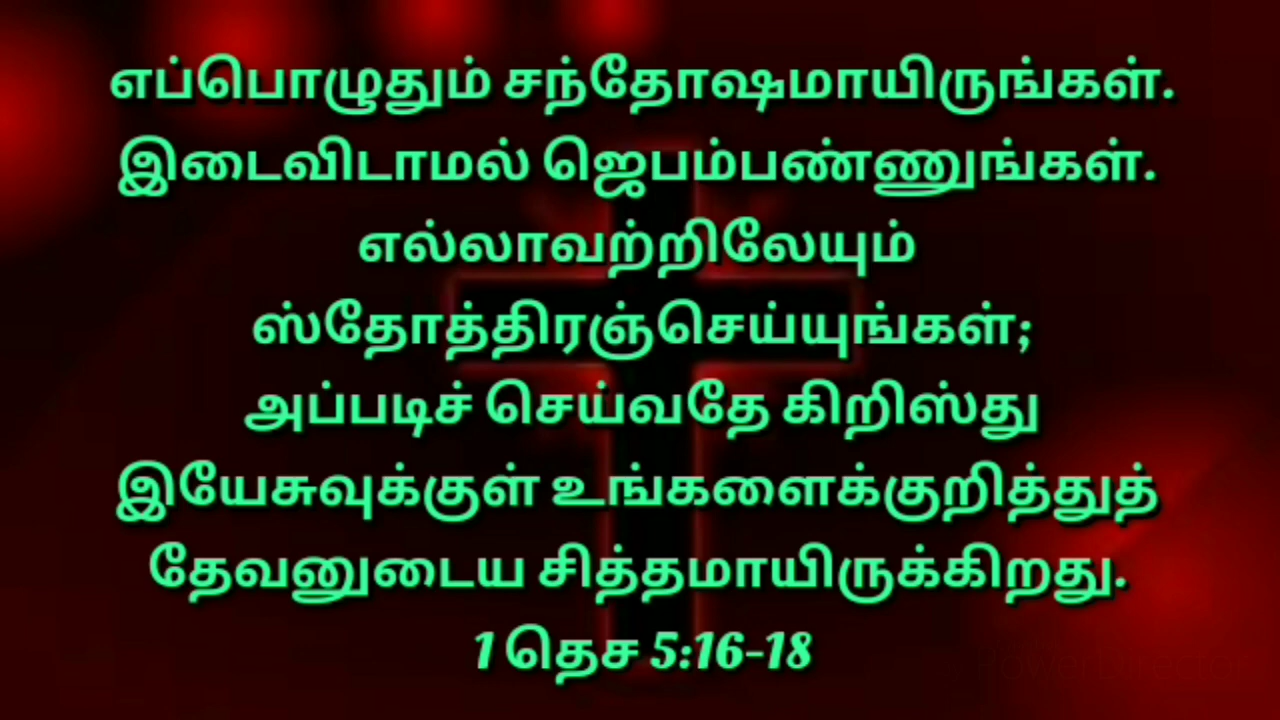 எப்பொழுதும் சந்தோஷமாயிருங்கள்.
இடைவிடாமல் ஜெபம்பண்ணுங்கள்.
எல்லாவற்றிலேயும்
ஸ்தோத்திரஞ்செய்யுங்கள்;
அப்படிச் செய்வதே கிறிஸ்து
இயேசுவுக்குள் உங்களைக்குறித்துத்
தேவனுடைய சித்தமாயிருக்கிறது.
1 தெச 5:16-18
PowerDirector